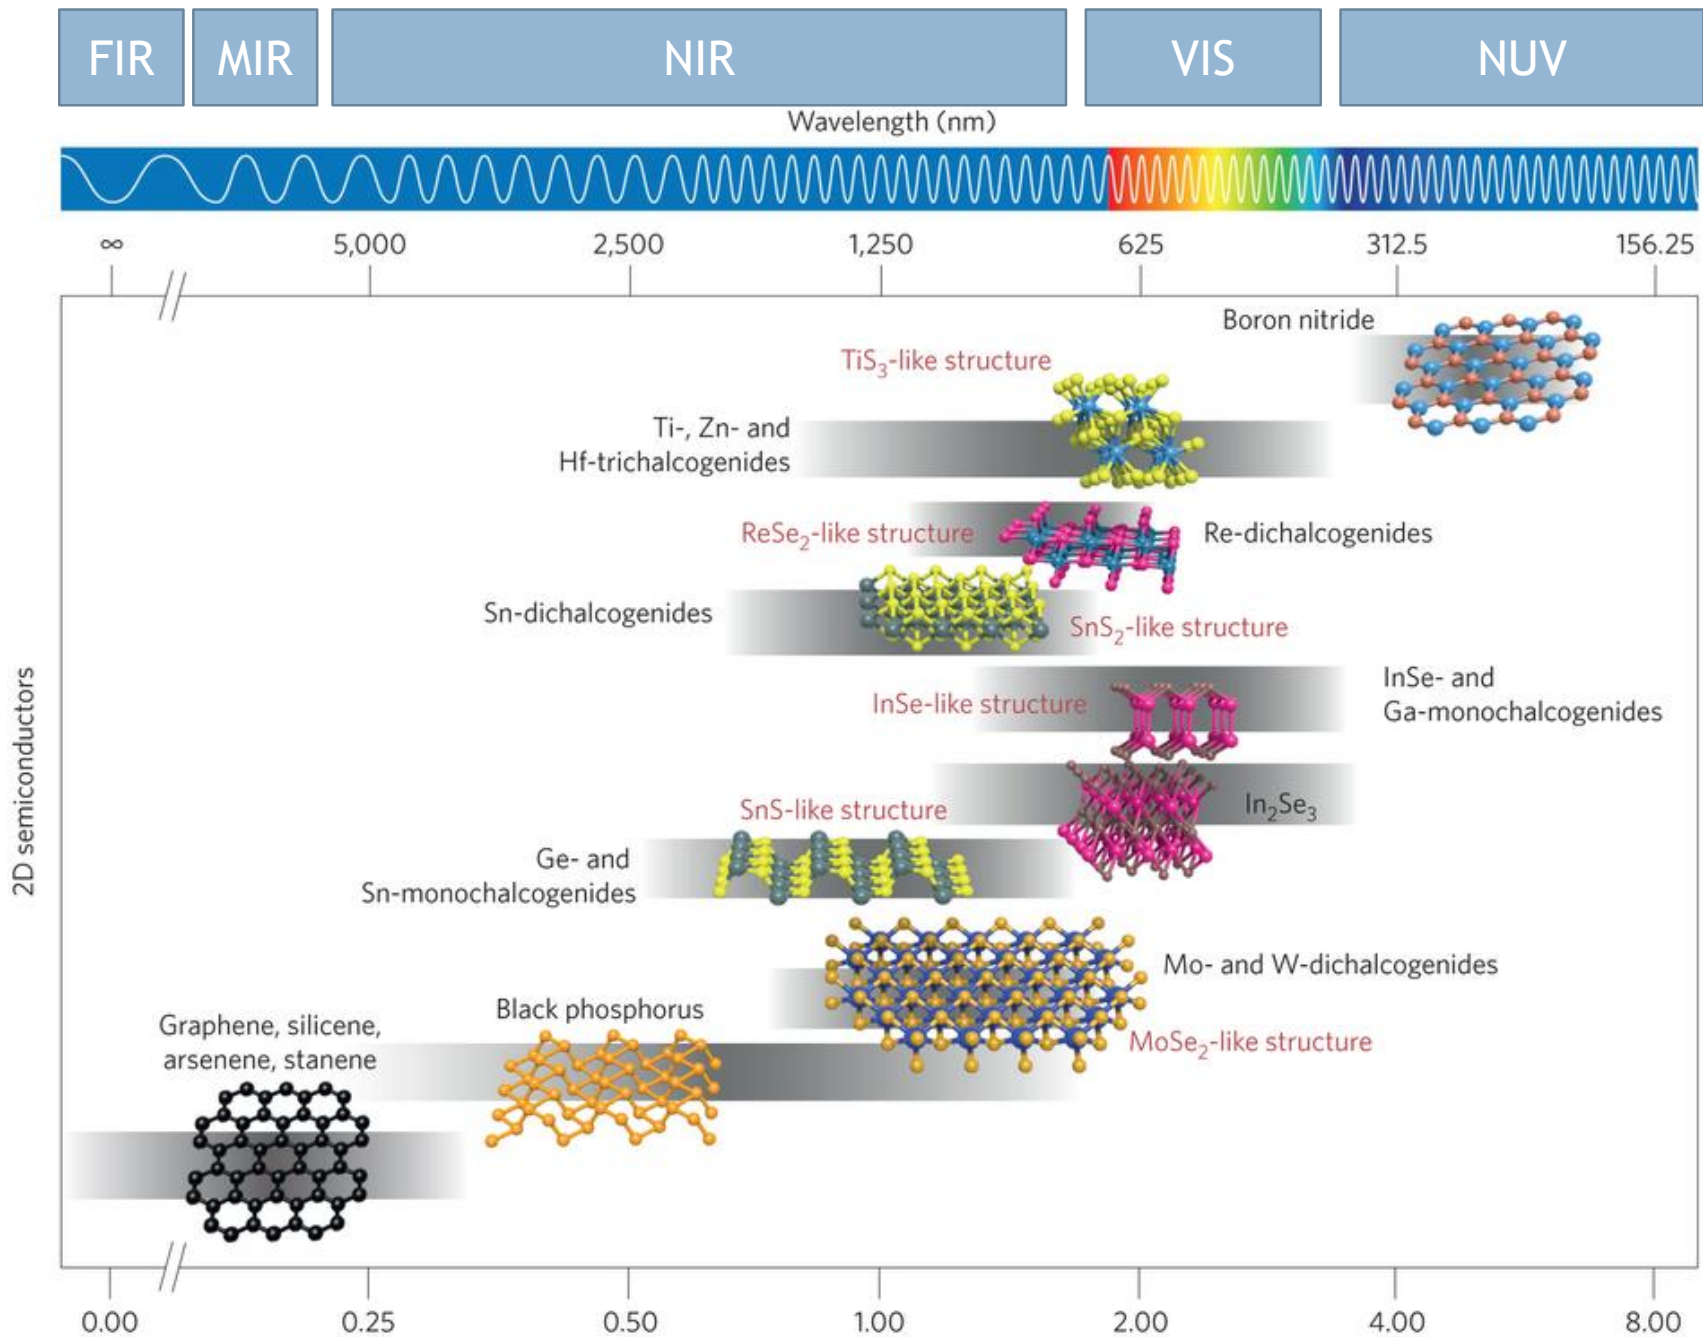 FIR MIR NIR VIS NUV
Wavelength (nm)
∞ 5,000 2,500 1,250 625 312.5 156.25
Boron nitride
TiS₃-like structure
Ti-, Zn- and
Hf-trichalcogenides
ReSe₂-like structure
Re-dichalcogenides
Sn-dichalcogenides
SnS₂-like structure
InSe- and
Ga-monochalcogenides
InSe-like structure
In₂Se₃
SnS-like structure
Ge- and
Sn-monochalcogenides
Mo- and W-dichalcogenides
MoSe₂-like structure
Black phosphorus
Graphene, silicene,
arsenene, stanene
2D semiconductors
0.00 0.25 0.50 1.00 2.00 4.00 8.00